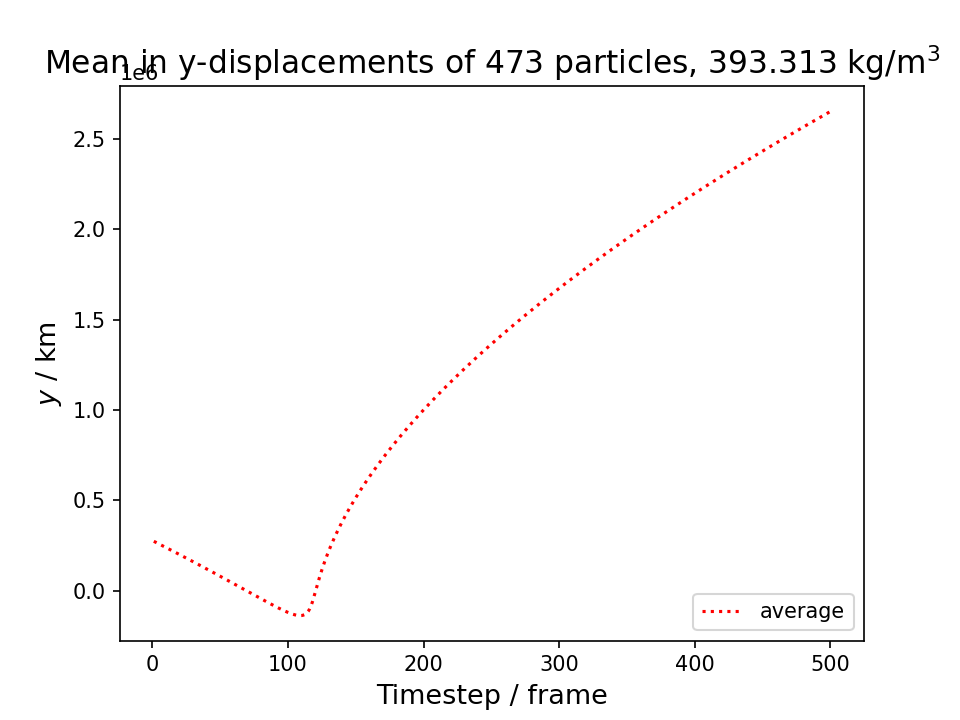 Mean in y-displacements of 473 particles, 393.313 kg/m³
1e6
2.5
2.0
1.5
1.0
0.5
0.0
y / km
average
0 100 200 300 400 500
Timestep / frame